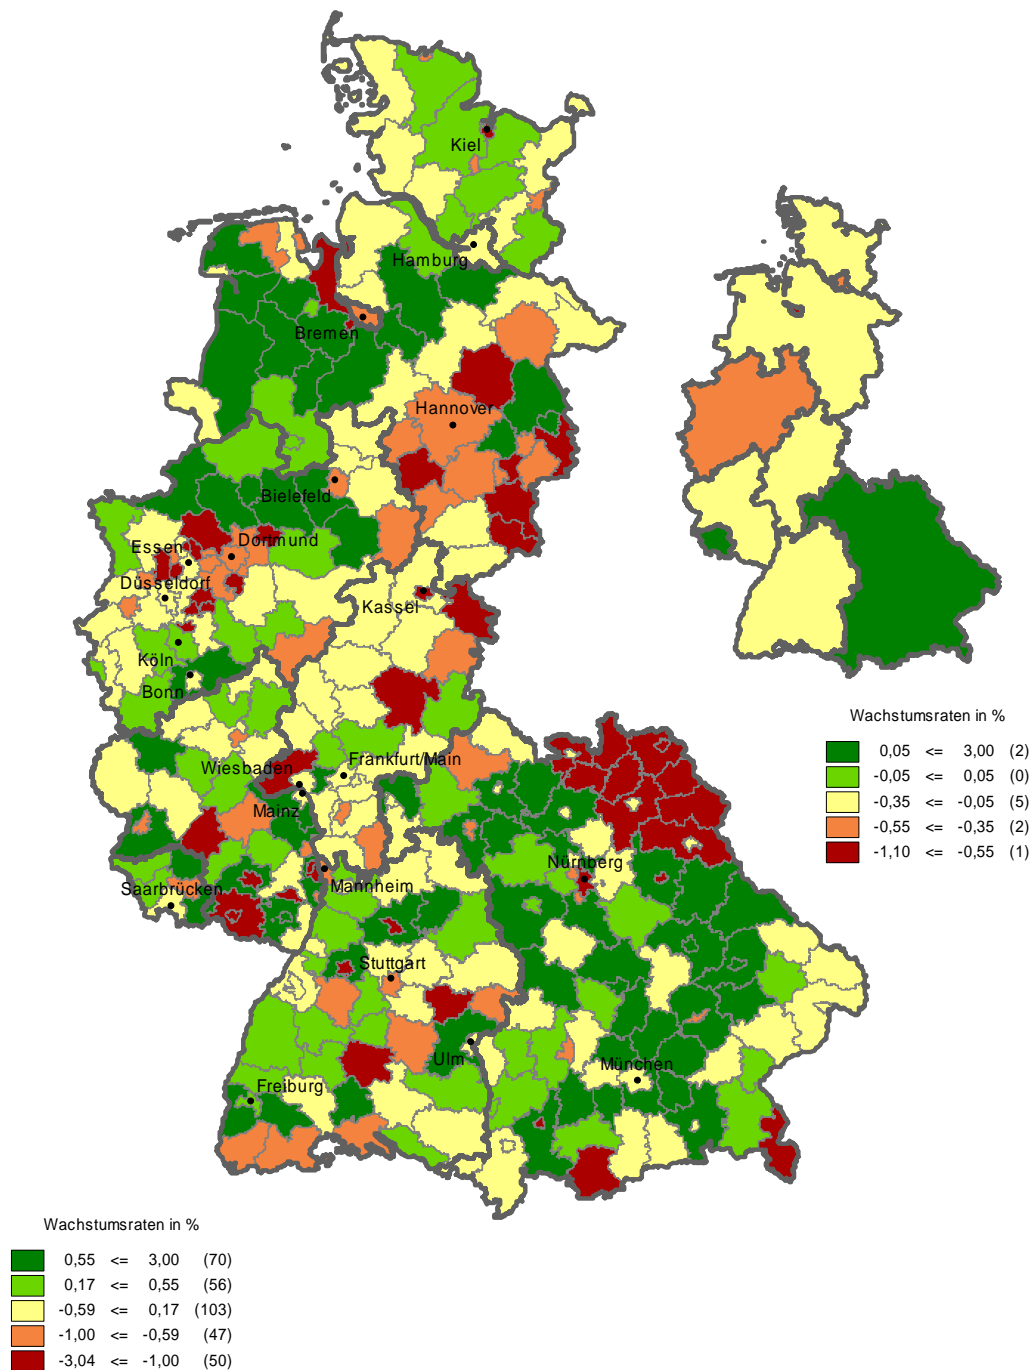 Kiel
Hamburg
Bremen
Hannover
Bielefeld
Essen
Dortmund
Düsseldorf
Kassel
Köln
Bonn
Wiesbaden
Frankfurt/Main
Mainz
Nürnberg
Saarbrücken
Mannheim
Stuttgart
Ulm
München
Freiburg
Wachstumsraten in %
0,05 <= 3,00 (2)
-0,05 <= 0,05 (0)
-0,35 <= -0,05 (5)
-0,55 <= -0,35 (2)
-1,10 <= -0,55 (1)
Wachstumsraten in %
0,55 <= 3,00 (70)
0,17 <= 0,55 (56)
-0,59 <= 0,17 (103)
-1,00 <= -0,59 (47)
-3,04 <= -1,00 (50)